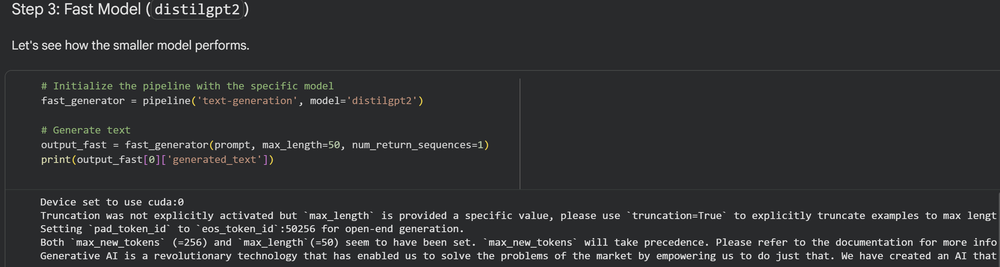 Step 3: Fast Model (distilgpt2)
Let's see how the smaller model performs.
# Initialize the pipeline with the specific model
fast_generator = pipeline('text-generation', model='distilgpt2')
# Generate text
output_fast = fast_generator(prompt, max_length=50, num_return_sequences=1)
print(output_fast[0]['generated_text'])
Device set to use cuda:0
Truncation was not explicitly activated but `max_length` is provided a specific value, please use `truncation=True` to explicitly truncate examples to max lengt
Setting `pad_token_id` to `eos_token_id`:50256 for open-end generation.
Both `max_new_tokens` (=256) and `max_length`(=50) seem to have been set. `max_new_tokens` will take precedence. Please refer to the documentation for more info
Generative AI is a revolutionary technology that has enabled us to solve the problems of the market by empowering us to do just that. We have created an AI that